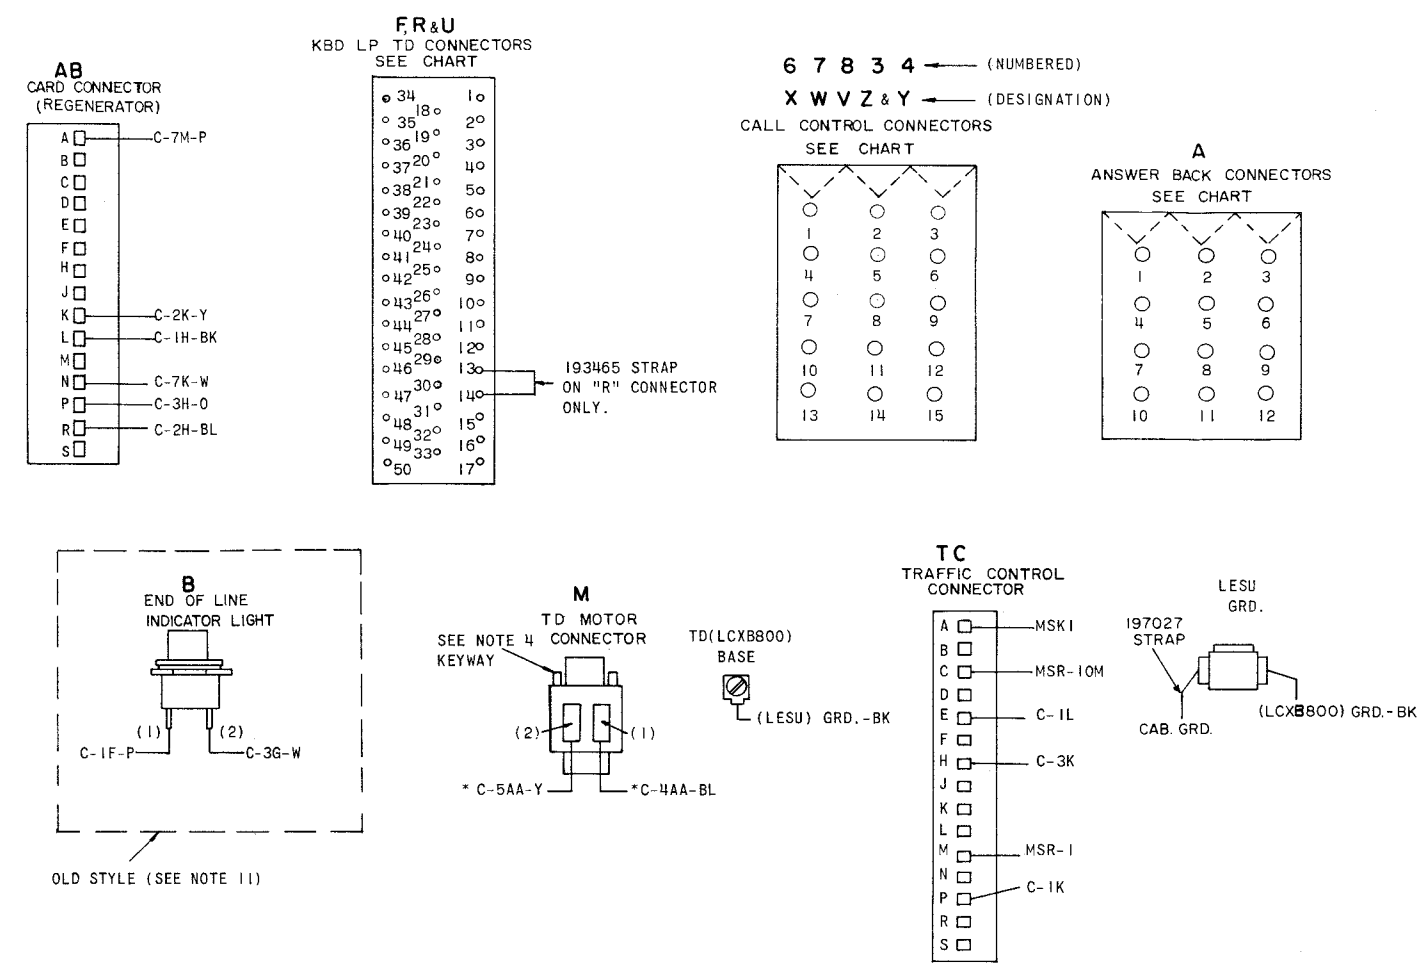 AB
CARD CONNECTOR
(REGENERATOR)
A C-7M-P
B
C
D
E
F
H
J
K C-2K-Y
L C-1H-BK
M
N C-7K-W
P C-3H-O
R C-2H-BL
S
F,R&U
KBD LP TD CONNECTORS
SEE CHART
34 1
18
35 2
19
36 3
20
37 4
21
38 5
22
39 6
23
40 7
24
41 8
25
42 9
26
43 10
27
44 11
28
45 12
29
46 13
30
47 14
31
48 15
32
49 16
33
50 17
193465 STRAP
ON "R" CONNECTOR
ONLY.
6 7 8 3 4 (NUMBERED)
X W V Z & Y (DESIGNATION)
CALL CONTROL CONNECTORS
SEE CHART
1 2 3
4 5 6
7 8 9
10 11 12
13 14 15
A
ANSWER BACK CONNECTORS
SEE CHART
1 2 3
4 5 6
7 8 9
10 11 12
B
END OF LINE
INDICATOR LIGHT
(1) (2)
C-1F-P C-3G-W
OLD STYLE (SEE NOTE 11)
M
TD MOTOR
CONNECTOR
SEE NOTE 4
KEYWAY
(2) (1)
* C-5AA-Y *C-4AA-BL
TD(LCXB800)
BASE
(LESU) GRD.-BK
TC
TRAFFIC CONTROL
CONNECTOR
A MSK1
B
C MSR-10M
D
E C-1L
F
H C-3K
J
K
L
M MSR-1
N
P C-1K
R
S
LESU
GRD.
197027
STRAP
CAB. GRD.
(LCXB800) GRD.-BK